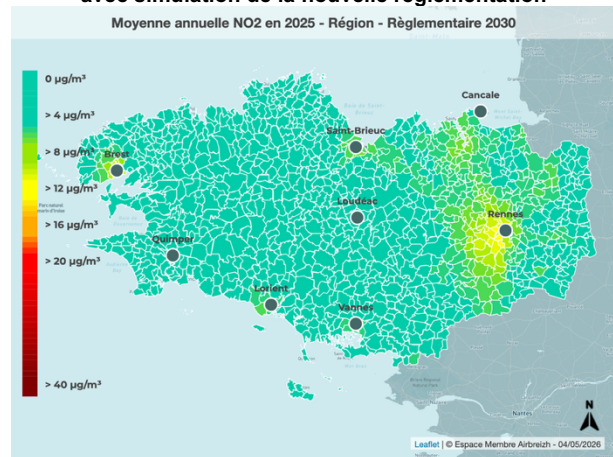 avec simulation de la nouvelle règlementation
Moyenne annuelle NO2 en 2025 - Région - Règlementaire 2030
0 µg/m³
> 4 µg/m³
> 8 µg/m³
> 12 µg/m³
> 16 µg/m³
> 20 µg/m³
> 40 µg/m³
Cancale
Saint-Brieuc
Brest
Loudéac
Rennes
Quimper
Lorient
Vannes
Nantes
N
Leaflet | © Espace Membre Airbreizh - 04/05/2026